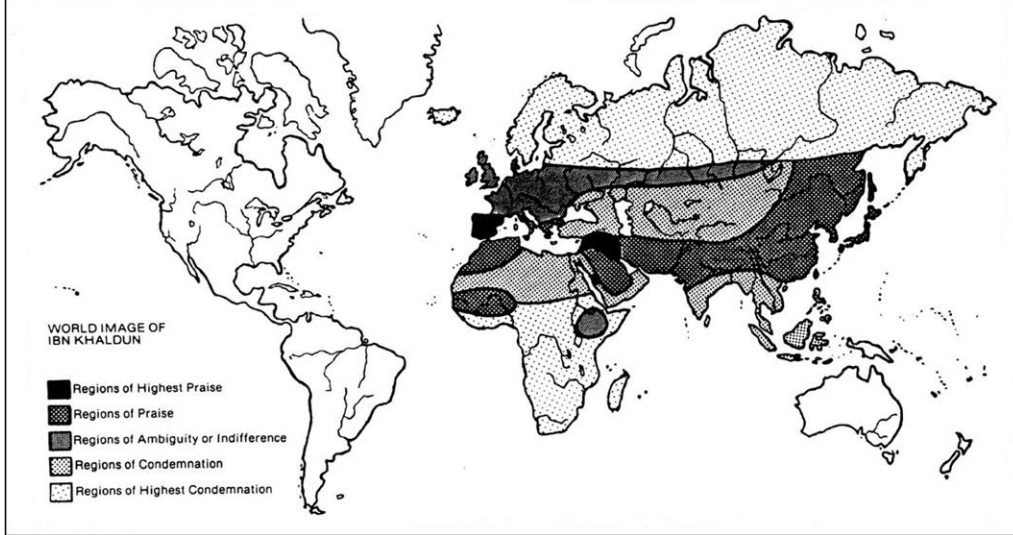 WORLD IMAGE OF
IBN KHALDUN
Regions of Highest Praise
Regions of Praise
Regions of Ambiguity or Indifference
Regions of Condemnation
Regions of Highest Condemnation